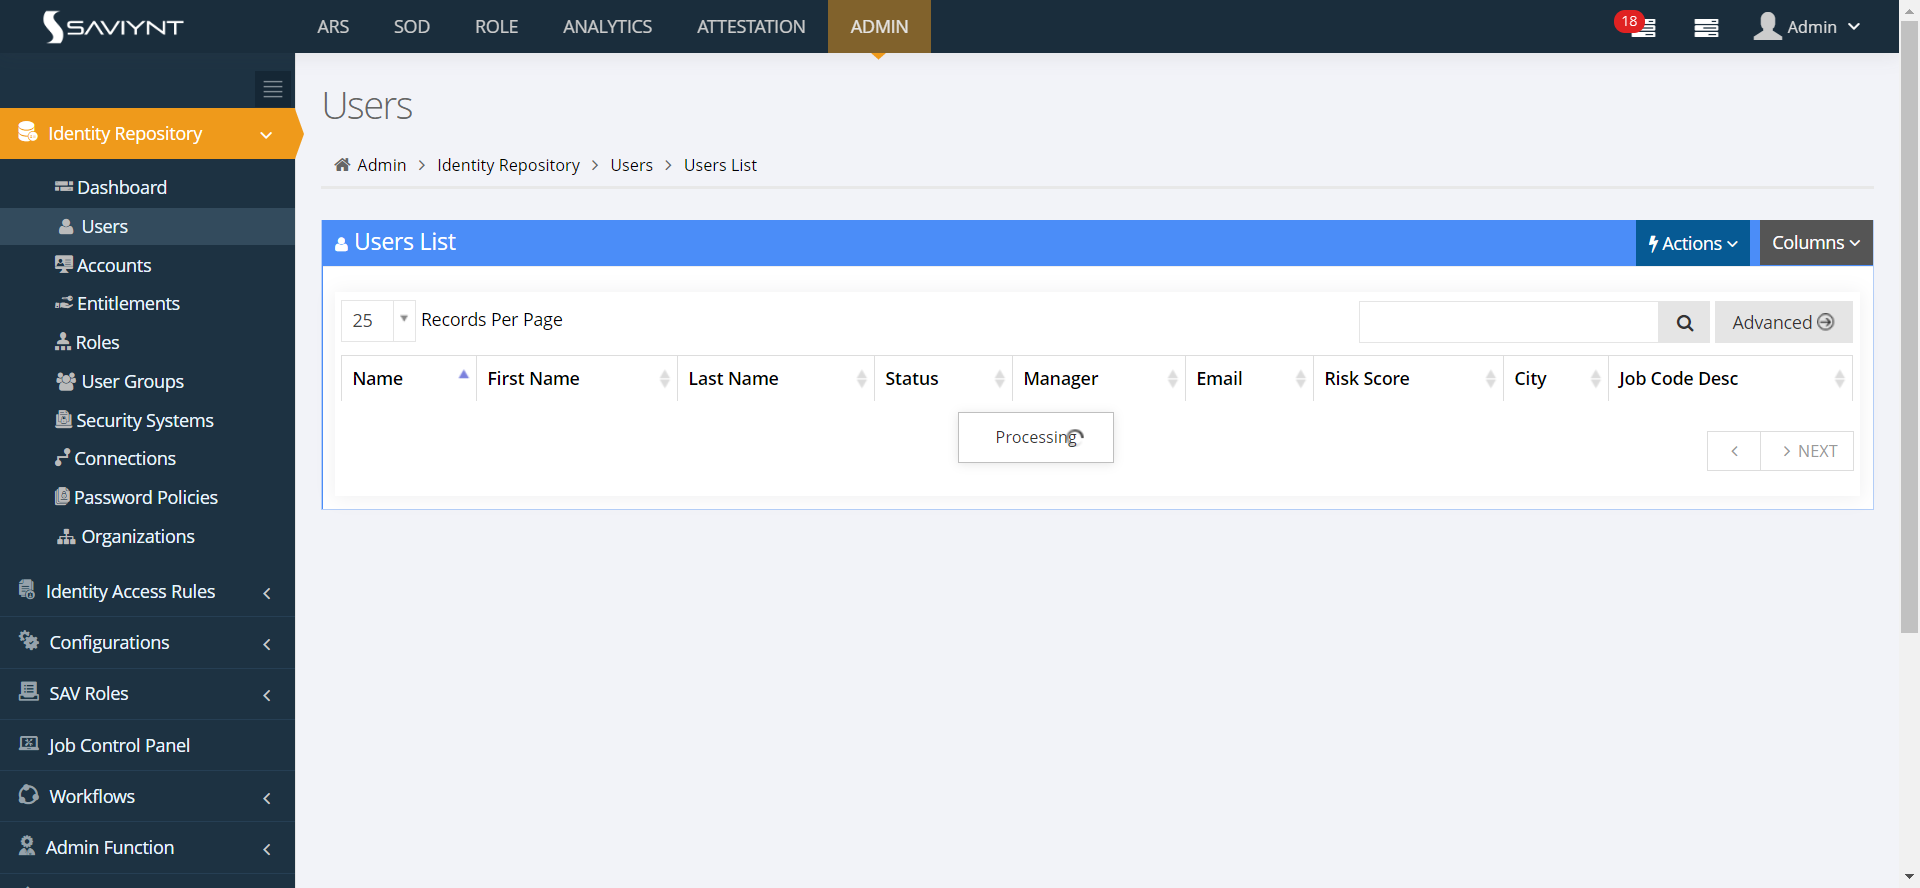 SAVIYNT
ARS SOD ROLE ANALYTICS ATTESTATION ADMIN
18
Admin
Identity Repository
Dashboard
Users
Accounts
Entitlements
Roles
User Groups
Security Systems
Connections
Password Policies
Organizations
Identity Access Rules
Configurations
SAV Roles
Job Control Panel
Workflows
Admin Function
Users
Admin > Identity Repository > Users > Users List
Users List
Actions
Columns
25 Records Per Page
Advanced
Name First Name Last Name Status Manager Email Risk Score City Job Code Desc
Processing
< > NEXT